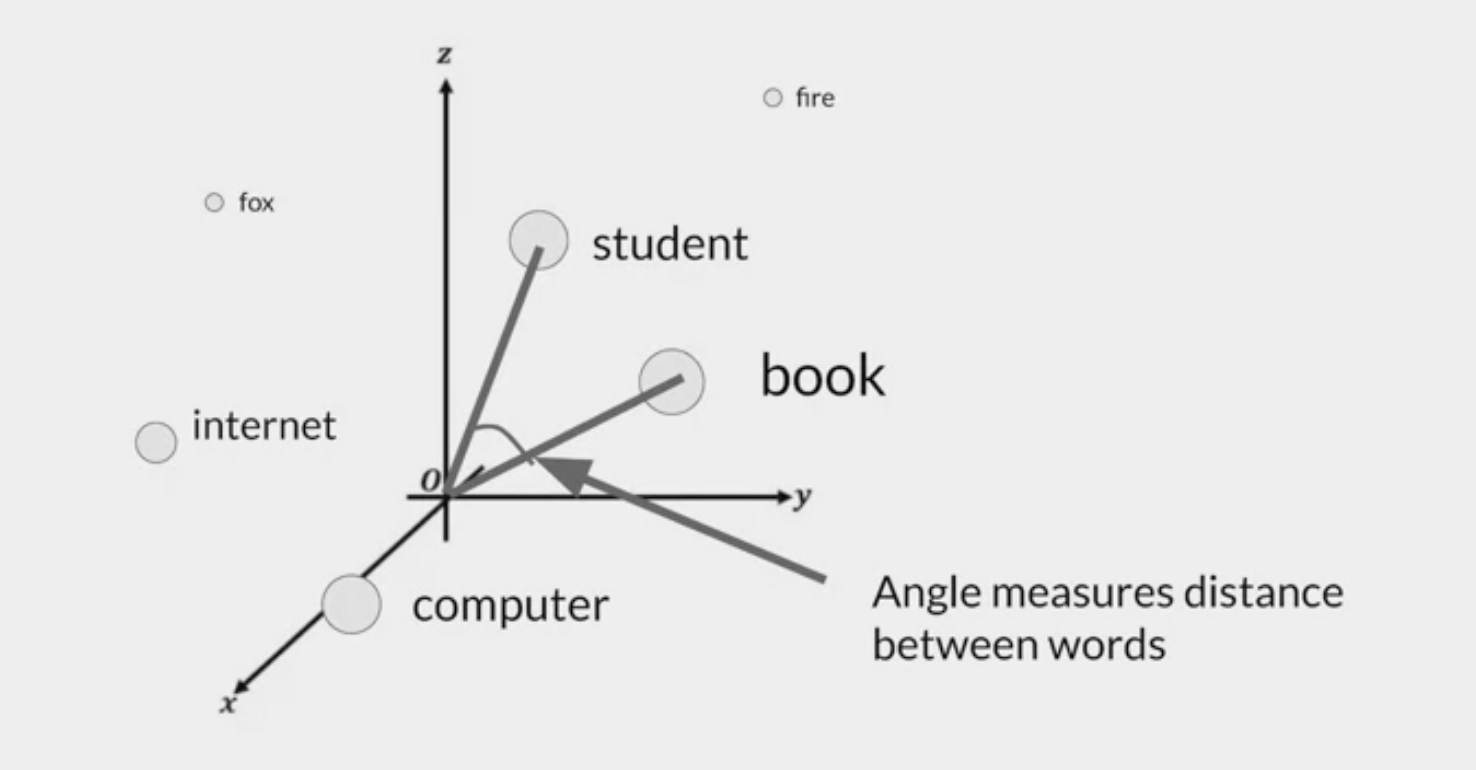 z
fire
fox
student
book
internet
O
y
computer
Angle measures distance
between words
x